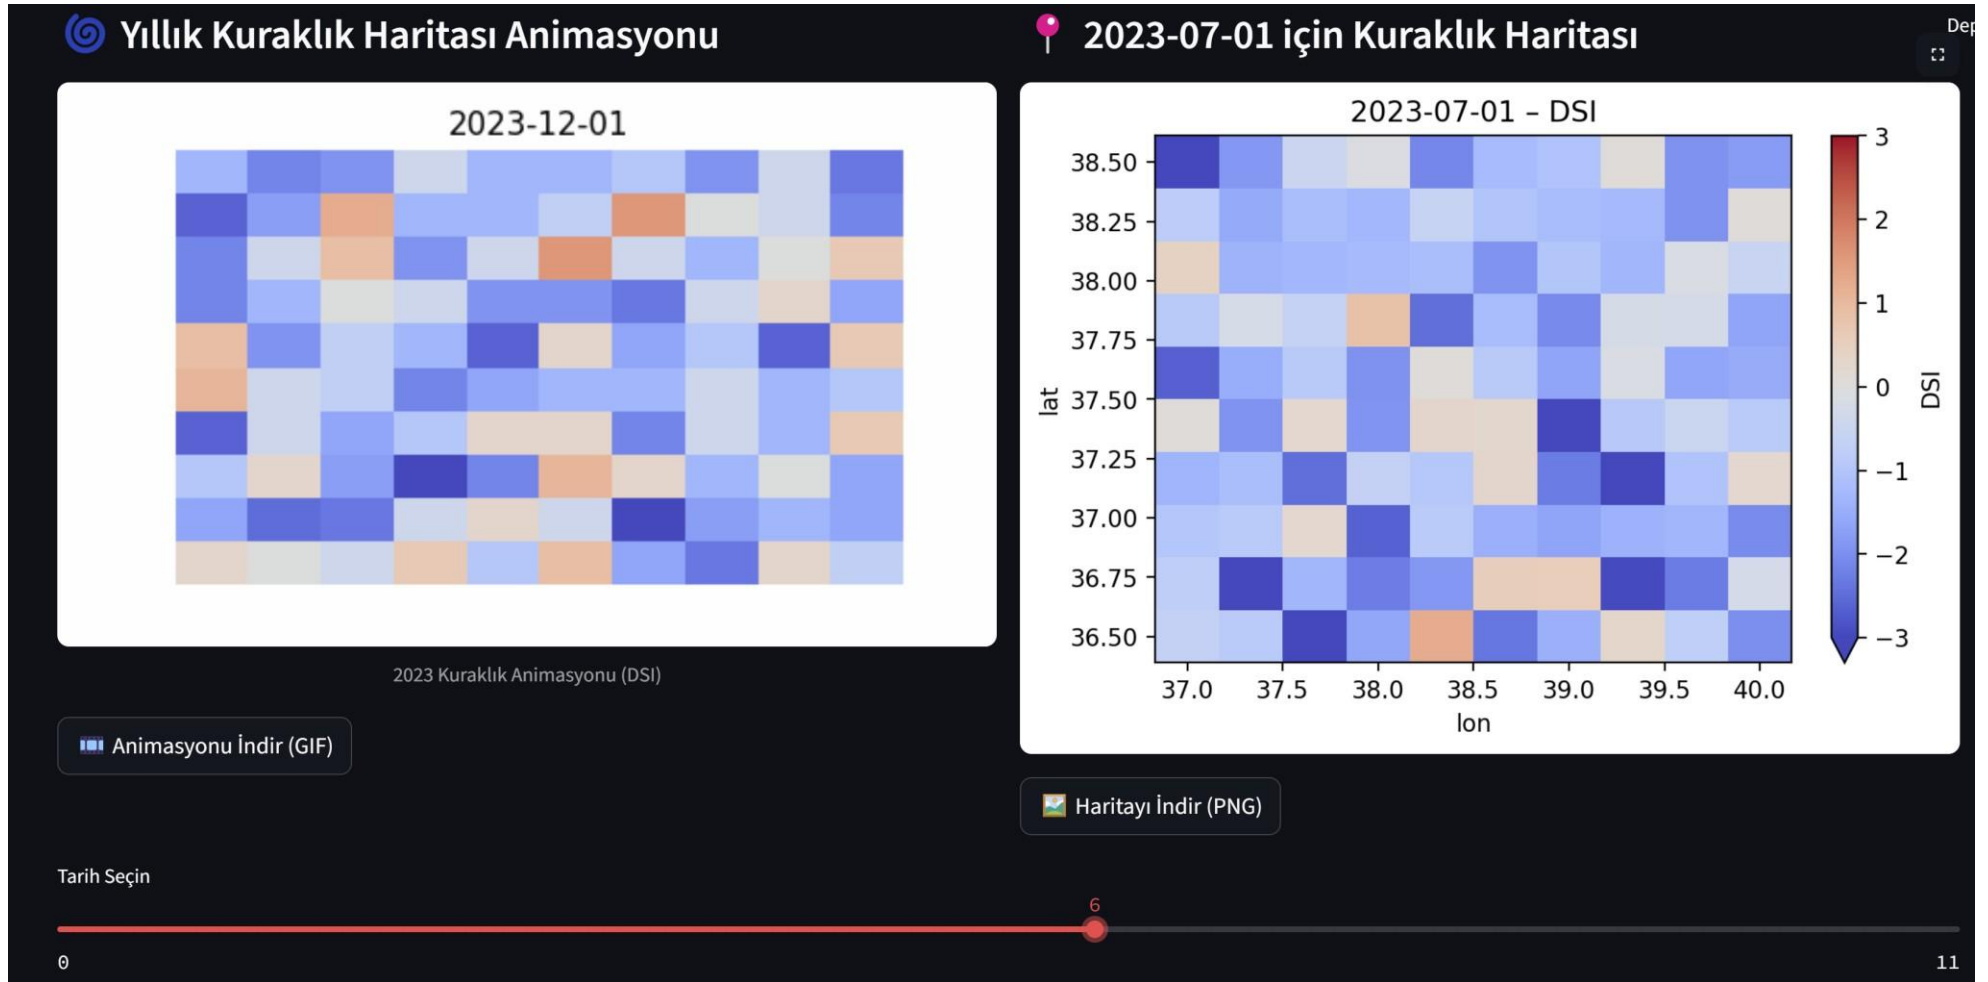 Yıllık Kuraklık Haritası Animasyonu
2023-12-01
2023 Kuraklık Animasyonu (DSI)
Animasyonu İndir (GIF)
2023-07-01 için Kuraklık Haritası
Dep
2023-07-01 – DSI
38.50
38.25
38.00
37.75
37.50
37.25
37.00
36.75
36.50
lat
37.0 37.5 38.0 38.5 39.0 39.5 40.0
lon
3
2
1
0
−1
−2
−3
DSI
Haritayı İndir (PNG)
Tarih Seçin
6
0 11